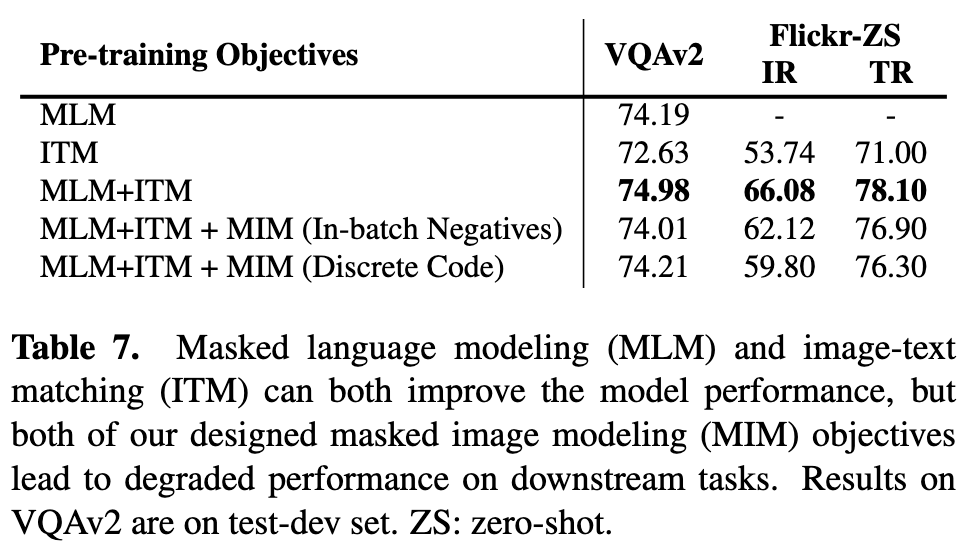 Pre-training Objectives VQAv2 Flickr-ZS
IR TR
MLM 74.19 - -
ITM 72.63 53.74 71.00
MLM+ITM 74.98 66.08 78.10
MLM+ITM + MIM (In-batch Negatives) 74.01 62.12 76.90
MLM+ITM + MIM (Discrete Code) 74.21 59.80 76.30
Table 7. Masked language modeling (MLM) and image-text
matching (ITM) can both improve the model performance, but
both of our designed masked image modeling (MIM) objectives
lead to degraded performance on downstream tasks. Results on
VQAv2 are on test-dev set. ZS: zero-shot.